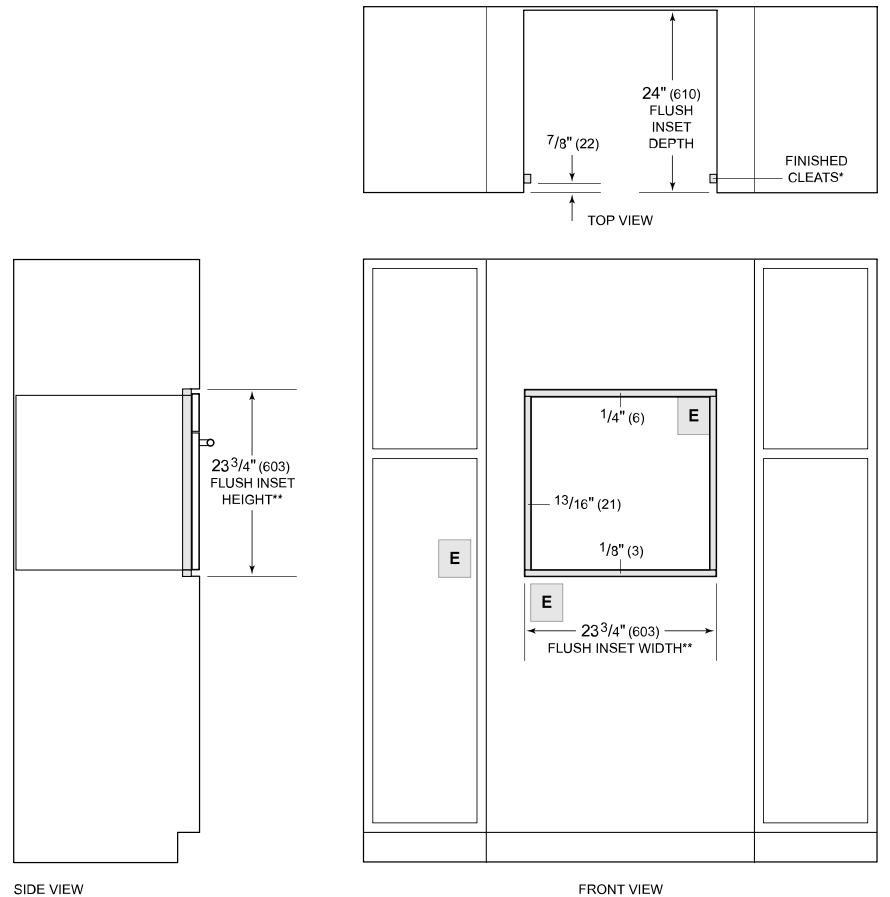 24" (610)
FLUSH
INSET
DEPTH
7/8" (22)
FINISHED
CLEATS*
TOP VIEW
1/4" (6)
E
23 3/4" (603)
FLUSH INSET
HEIGHT**
13/16" (21)
1/8" (3)
E
E
23 3/4" (603)
FLUSH INSET WIDTH**
SIDE VIEW
FRONT VIEW